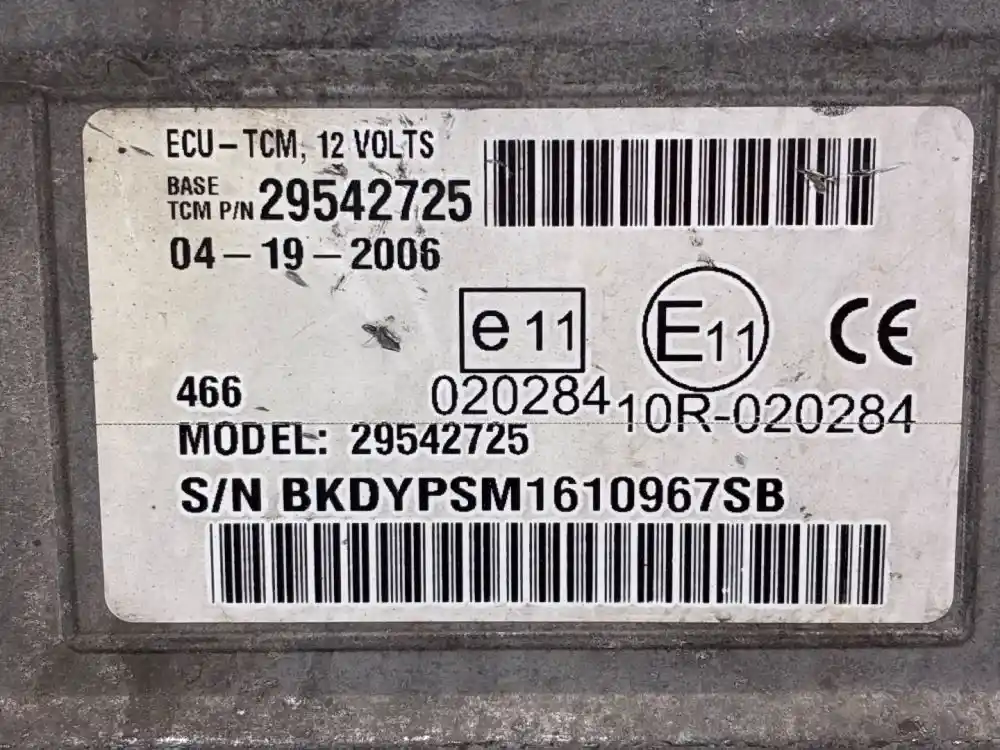 ECU-TCM, 12 VOLTS
BASE
TCM P/N 29542725
04-19-2006
e 11
E11
CE
466
020284
10R-020284
MODEL: 29542725
S/N BKDYPSM1610967SB